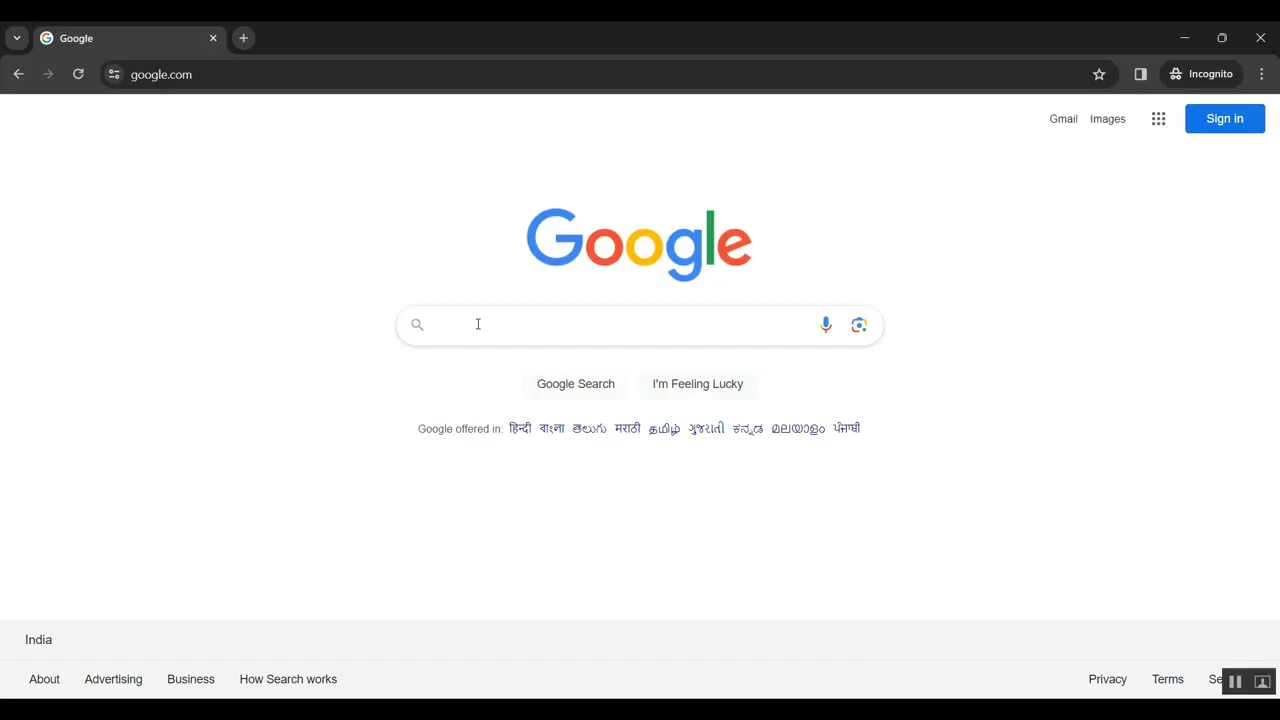 Google
google.com
Incognito
Gmail Images Sign in
Google
Google Search I'm Feeling Lucky
Google offered in: हिन्दी বাংলা తెలుగు मराठी தமிழ் ગુજરાતી ಕನ್ನಡ മലയാളം ਪੰਜਾਬੀ
India
About Advertising Business How Search works Privacy Terms Se